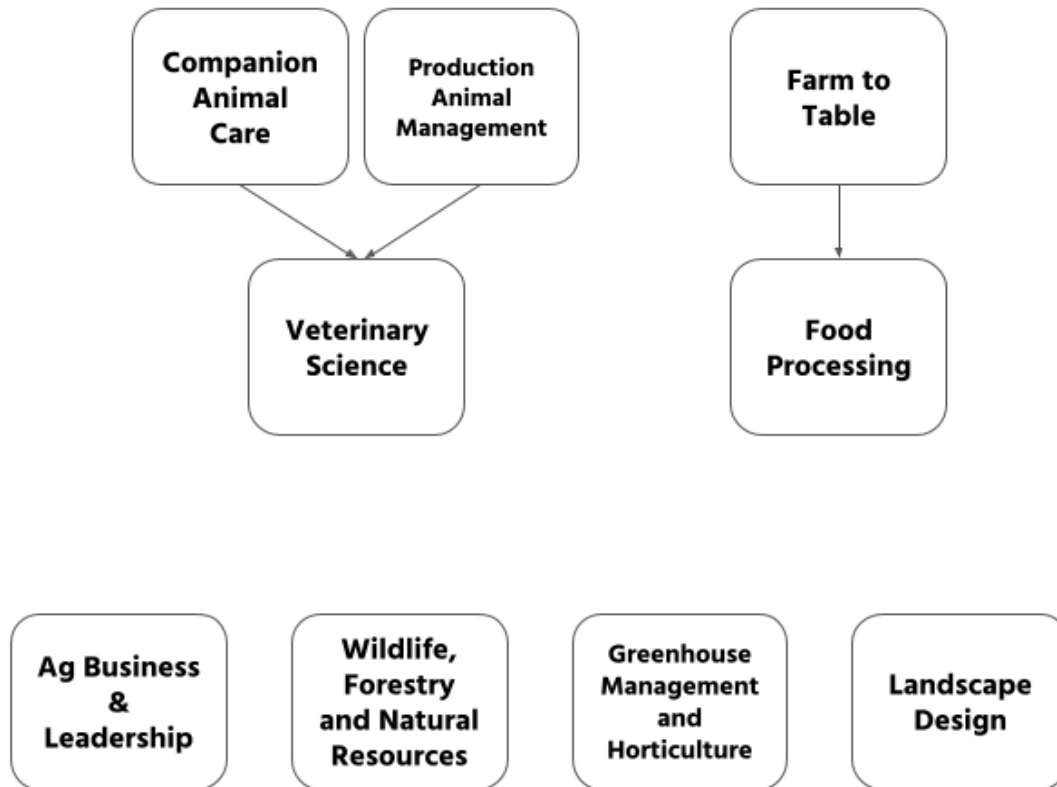 Companion
Animal
Care
Production
Animal
Management
Farm to
Table
Veterinary
Science
Food
Processing
Ag Business
&
Leadership
Wildlife,
Forestry
and Natural
Resources
Greenhouse
Management
and
Horticulture
Landscape
Design